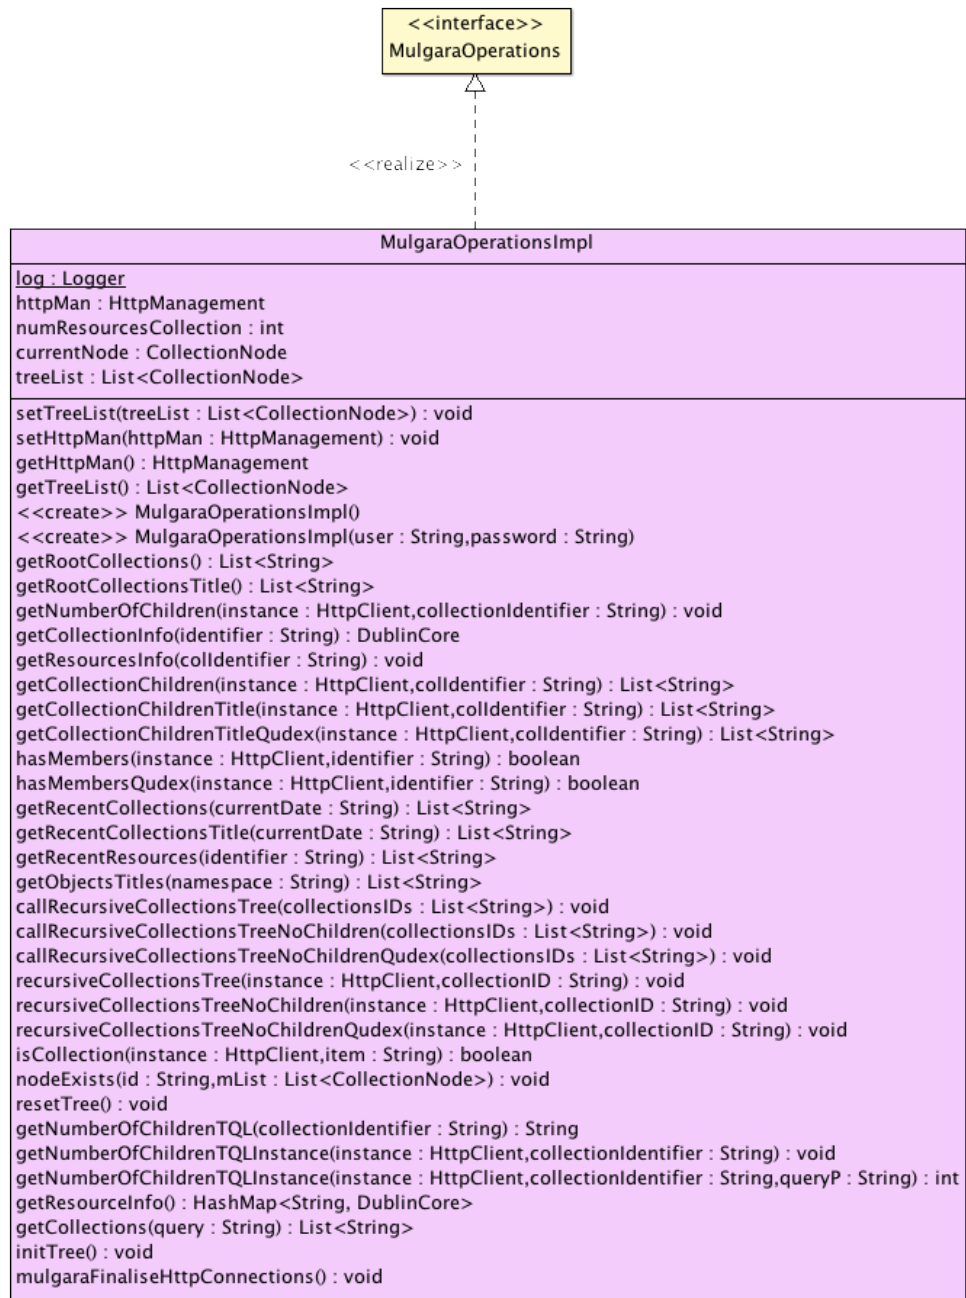 <<interface>>
MulgaraOperations
<<realize>>
MulgaraOperationsImpl
log : Logger
httpMan : HttpManagement
numResourcesCollection : int
currentNode : CollectionNode
treeList : List<CollectionNode>
setTreeList(treeList : List<CollectionNode>) : void
setHttpMan(httpMan : HttpManagement) : void
getHttpMan() : HttpManagement
getTreeList() : List<CollectionNode>
<<create>> MulgaraOperationsImpl()
<<create>> MulgaraOperationsImpl(user : String,password : String)
getRootCollections() : List<String>
getRootCollectionsTitle() : List<String>
getNumberOfChildren(instance : HttpClient,collectionIdentifier : String) : void
getCollectionInfo(identifier : String) : DublinCore
getResourcesInfo(colIdentifier : String) : void
getCollectionChildren(instance : HttpClient,colIdentifier : String) : List<String>
getCollectionChildrenTitle(instance : HttpClient,colIdentifier : String) : List<String>
getCollectionChildrenTitleQudex(instance : HttpClient,colIdentifier : String) : List<String>
hasMembers(instance : HttpClient,identifier : String) : boolean
hasMembersQudex(instance : HttpClient,identifier : String) : boolean
getRecentCollections(currentDate : String) : List<String>
getRecentCollectionsTitle(currentDate : String) : List<String>
getRecentResources(identifier : String) : List<String>
getObjectsTitles(namespace : String) : List<String>
callRecursiveCollectionsTree(collectionsIDs : List<String>) : void
callRecursiveCollectionsTreeNoChildren(collectionsIDs : List<String>) : void
callRecursiveCollectionsTreeNoChildrenQudex(collectionsIDs : List<String>) : void
recursiveCollectionsTree(instance : HttpClient,collectionID : String) : void
recursiveCollectionsTreeNoChildren(instance : HttpClient,collectionID : String) : void
recursiveCollectionsTreeNoChildrenQudex(instance : HttpClient,collectionID : String) : void
isCollection(instance : HttpClient,item : String) : boolean
nodeExists(id : String,mList : List<CollectionNode>) : void
resetTree() : void
getNumberOfChildrenTQL(collectionIdentifier : String) : String
getNumberOfChildrenTQLInstance(instance : HttpClient,collectionIdentifier : String) : void
getNumberOfChildrenTQLInstance(instance : HttpClient,collectionIdentifier : String,queryP : String) : int
getResourceInfo() : HashMap<String, DublinCore>
getCollections(query : String) : List<String>
initTree() : void
mulgaraFinaliseHttpConnections() : void